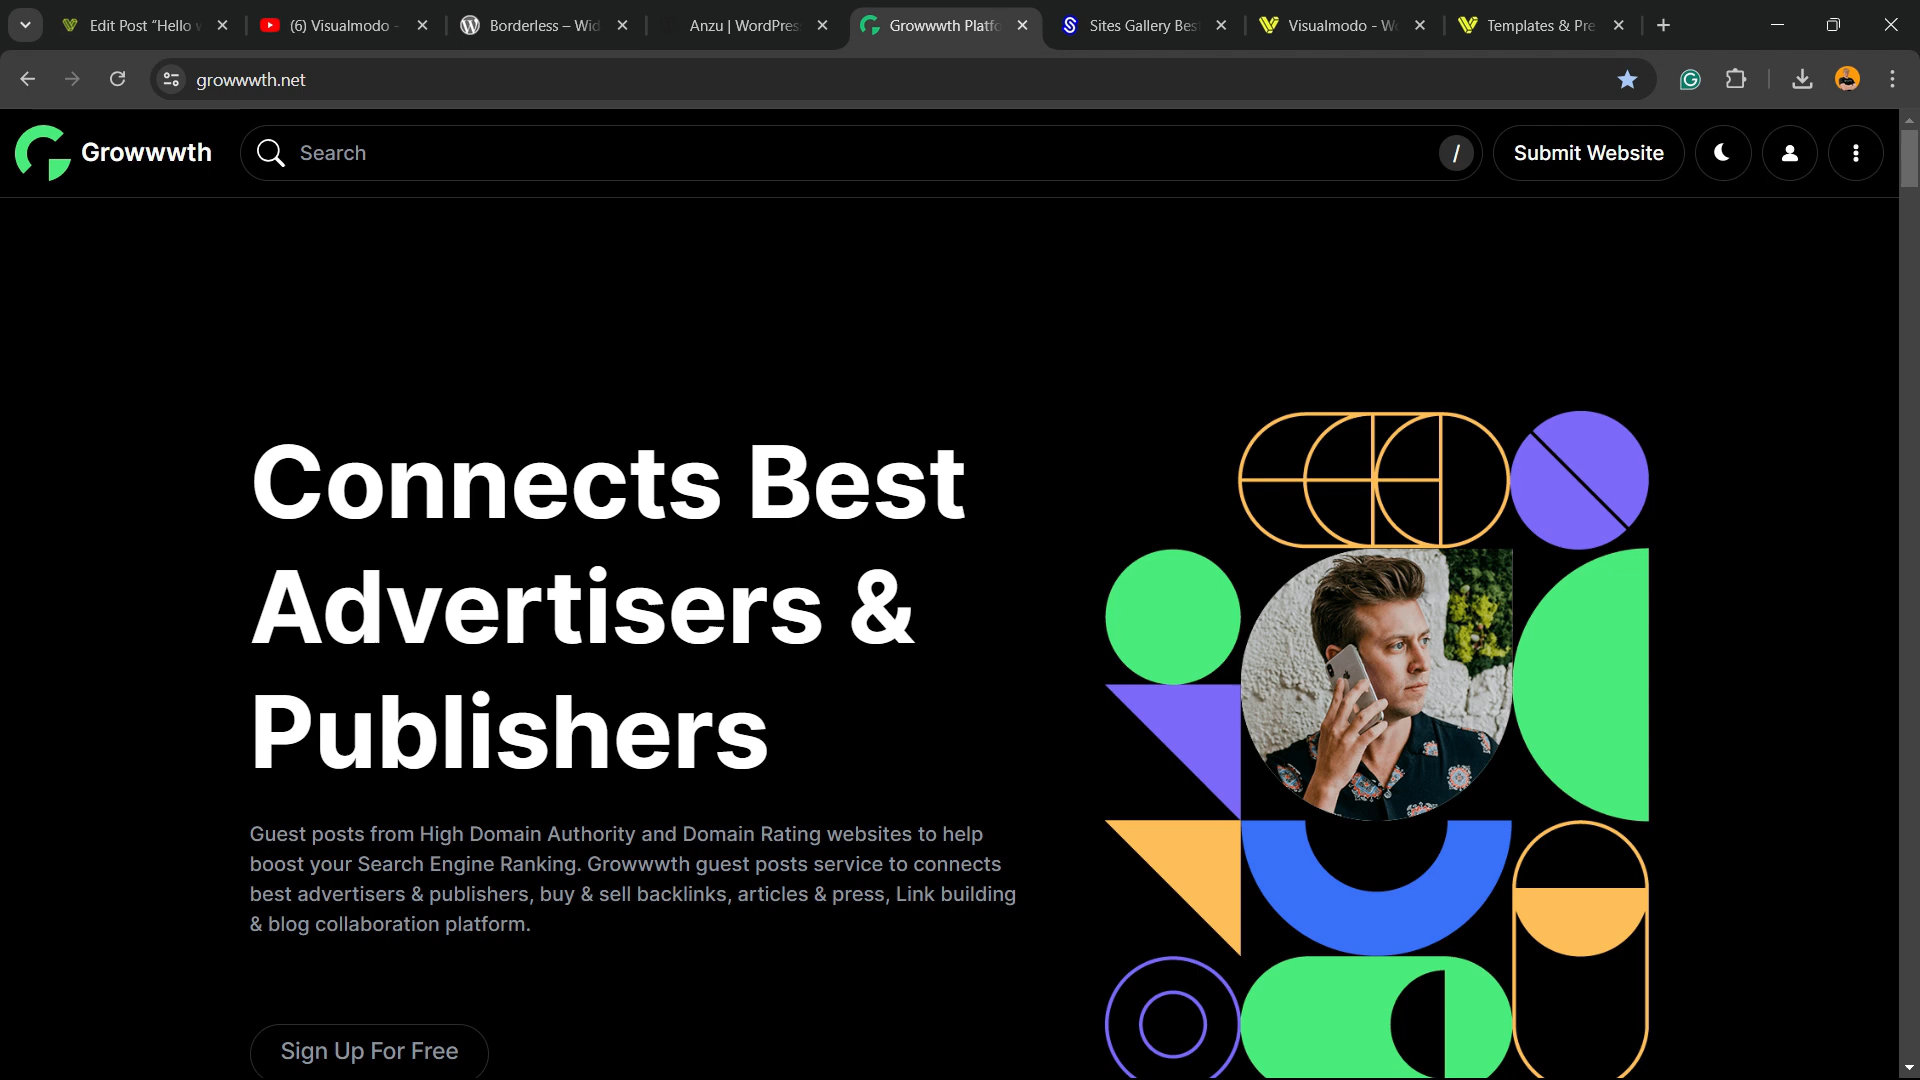 Edit Post “Hello w
(6) Visualmodo -
Borderless – Wid
Anzu | WordPres
Growwwth Platfo
Sites Gallery Bes
Visualmodo - Wo
Templates & Pre
growwwth.net
Growwwth
Search
/
Submit Website
Connects Best
Advertisers &
Publishers
Guest posts from High Domain Authority and Domain Rating websites to help
boost your Search Engine Ranking. Growwwth guest posts service to connects
best advertisers & publishers, buy & sell backlinks, articles & press, Link building
& blog collaboration platform.
Sign Up For Free